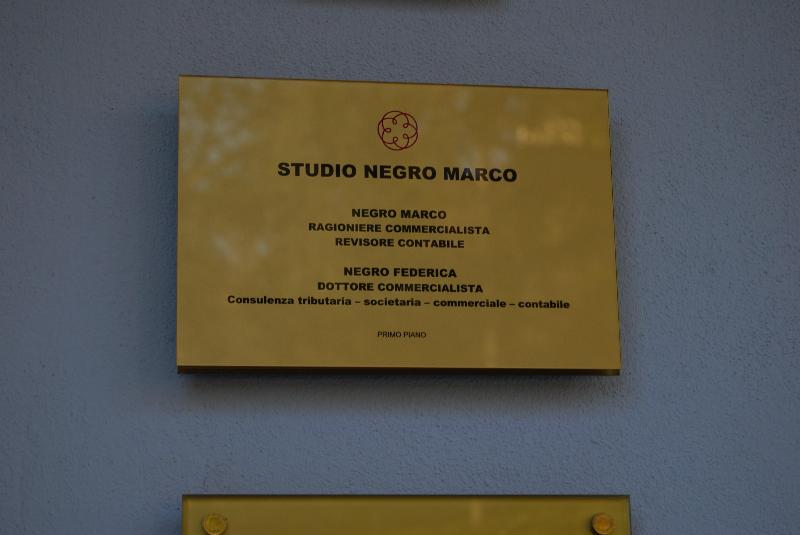 STUDIO NEGRO MARCO
NEGRO MARCO
RAGIONIERE COMMERCIALISTA
REVISORE CONTABILE
NEGRO FEDERICA
DOTTORE COMMERCIALISTA
Consulenza tributaria – societaria – commerciale – contabile
PRIMO PIANO